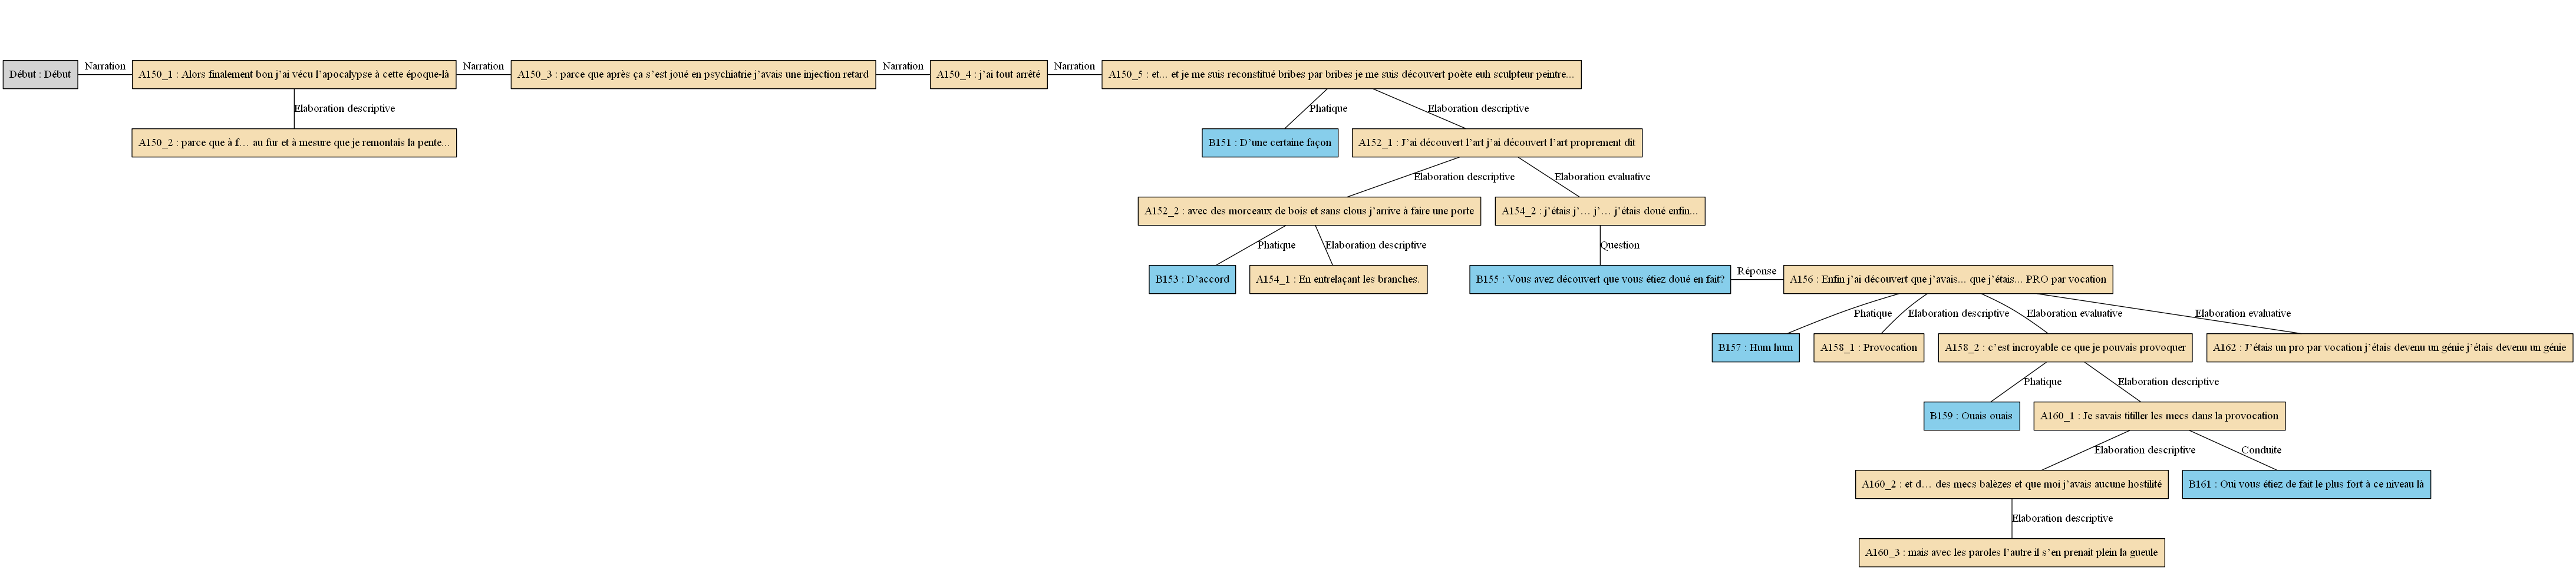 Début : Début
Narration
A150_1 : Alors finalement bon j’ai vécu l’apocalypse à cette époque-là
Narration
A150_3 : parce que après ça s’est joué en psychiatrie j’avais une injection retard
Narration
A150_4 : j’ai tout arrêté
Narration
A150_5 : et... et je me suis reconstitué bribes par bribes je me suis découvert poète euh sculpteur peintre...
Elaboration descriptive
Phatique
Elaboration descriptive
A150_2 : parce que à f… au fur et à mesure que je remontais la pente...
B151 : D’une certaine façon
A152_1 : J’ai découvert l’art j’ai découvert l’art proprement dit
Elaboration descriptive
Elaboration evaluative
A152_2 : avec des morceaux de bois et sans clous j’arrive à faire une porte
A154_2 : j’étais j’… j’… j’étais doué enfin...
Phatique
Elaboration descriptive
Question
B153 : D’accord
A154_1 : En entrelaçant les branches.
B155 : Vous avez découvert que vous étiez doué en fait?
Réponse
A156 : Enfin j’ai découvert que j’avais... que j’étais... PRO par vocation
Phatique
Elaboration descriptive
Elaboration evaluative
Elaboration evaluative
B157 : Hum hum
A158_1 : Provocation
A158_2 : c’est incroyable ce que je pouvais provoquer
A162 : J’étais un pro par vocation j’étais devenu un génie j’étais devenu un génie
Phatique
Elaboration descriptive
B159 : Ouais ouais
A160_1 : Je savais titiller les mecs dans la provocation
Elaboration descriptive
Conduite
A160_2 : et d… des mecs balèzes et que moi j’avais aucune hostilité
B161 : Oui vous étiez de fait le plus fort à ce niveau là
Elaboration descriptive
A160_3 : mais avec les paroles l’autre il s’en prenait plein la gueule